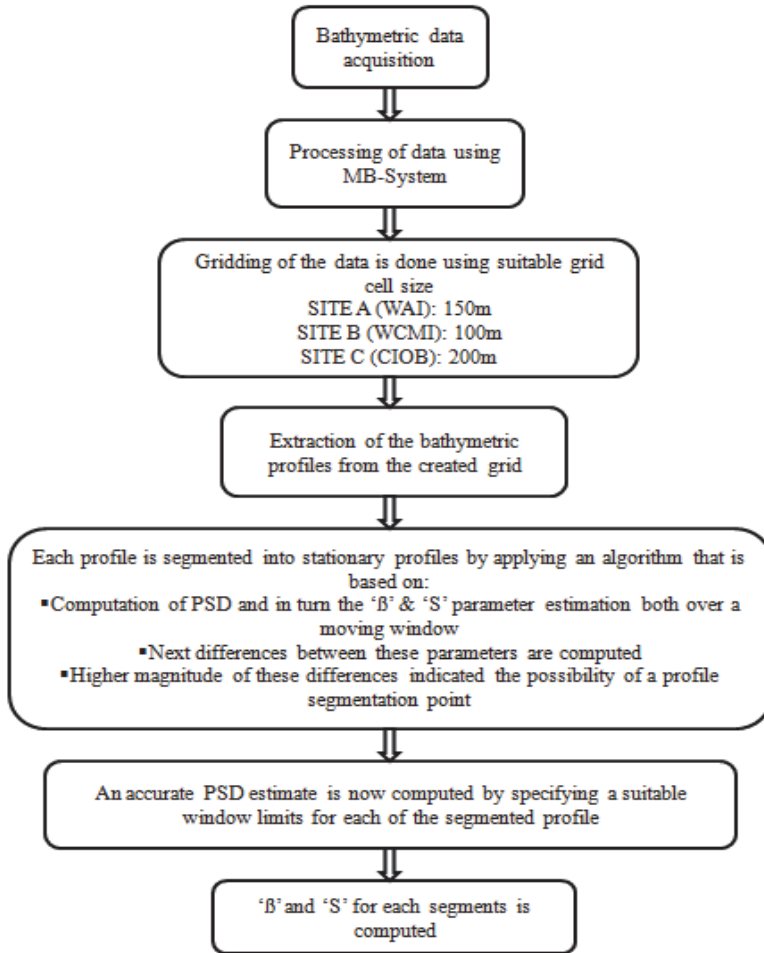 Bathymetric data
acquisition
Processing of data using
MB-System
Gridding of the data is done using suitable grid
cell size
SITE A (WAI): 150m
SITE B (WCMI): 100m
SITE C (CIOB): 200m
Extraction of the bathymetric
profiles from the created grid
Each profile is segmented into stationary profiles by applying an algorithm that is
based on:
▪Computation of PSD and in turn the ‘ß’ & ‘S’ parameter estimation both over a
moving window
▪Next differences between these parameters are computed
▪Higher magnitude of these differences indicated the possibility of a profile
segmentation point
An accurate PSD estimate is now computed by specifying a suitable
window limits for each of the segmented profile
‘ß’ and ‘S’ for each segments is
computed